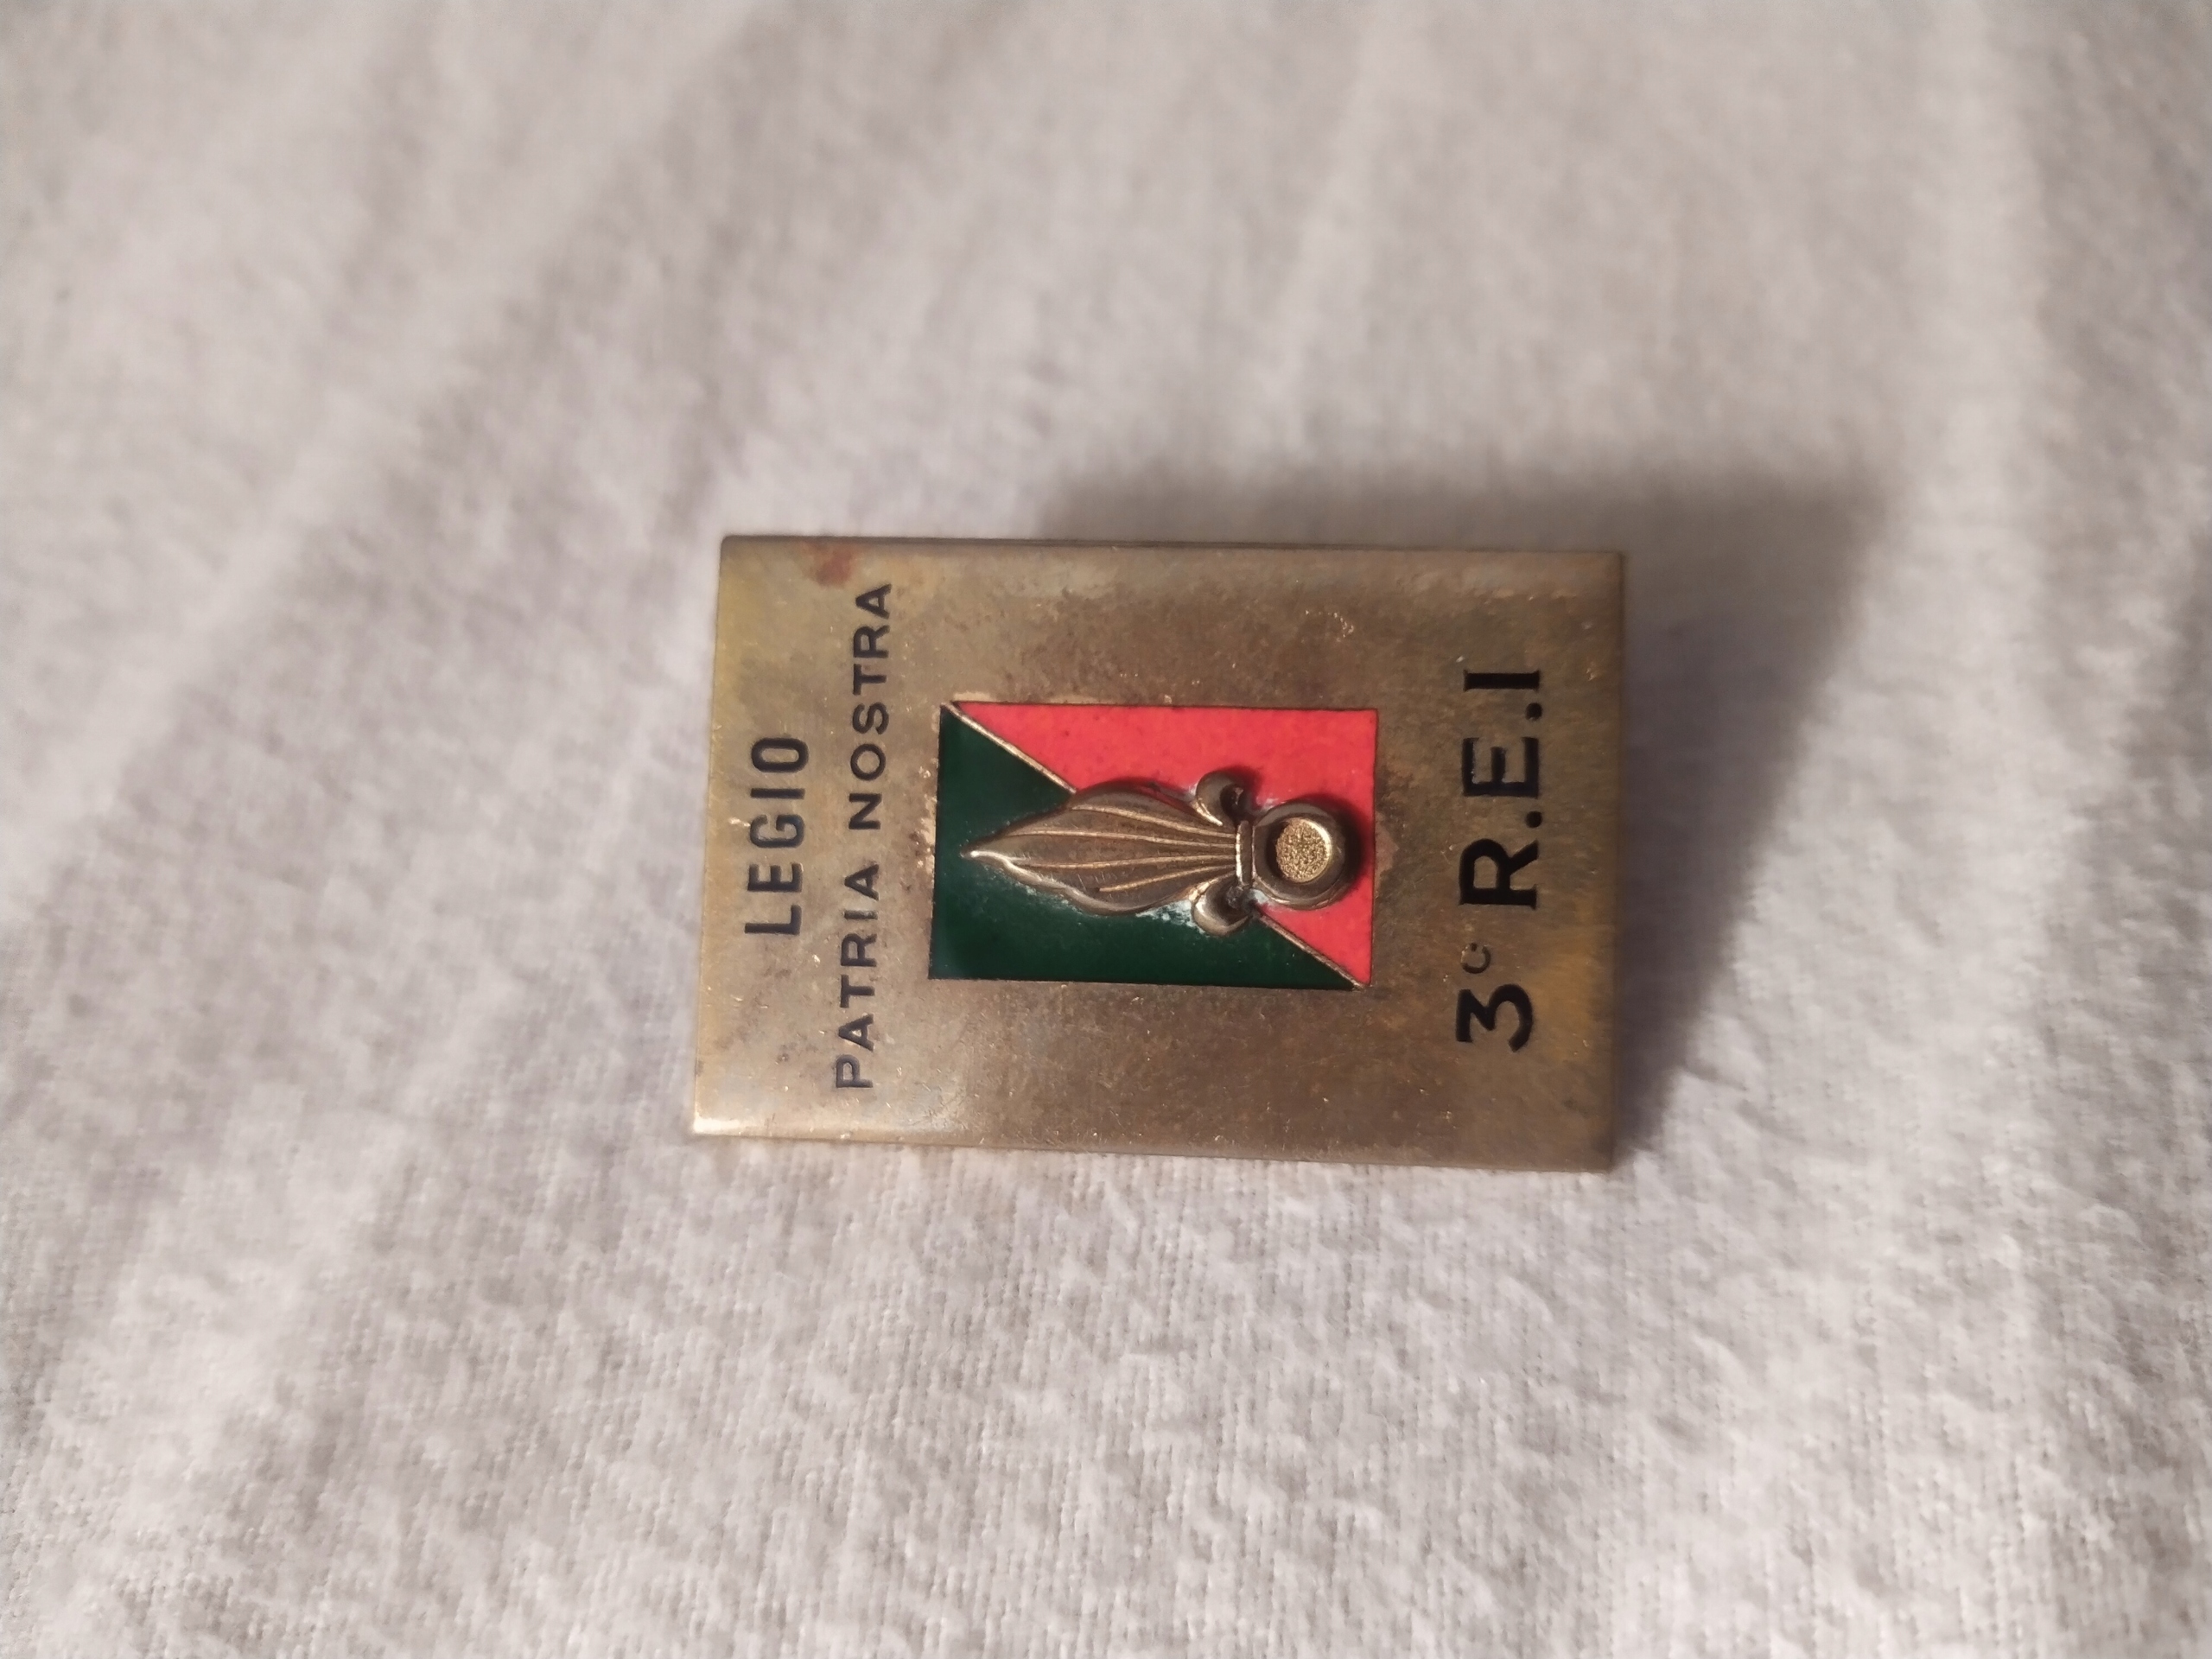 LEGIO
PATRIA NOSTRA
3e R.E.I